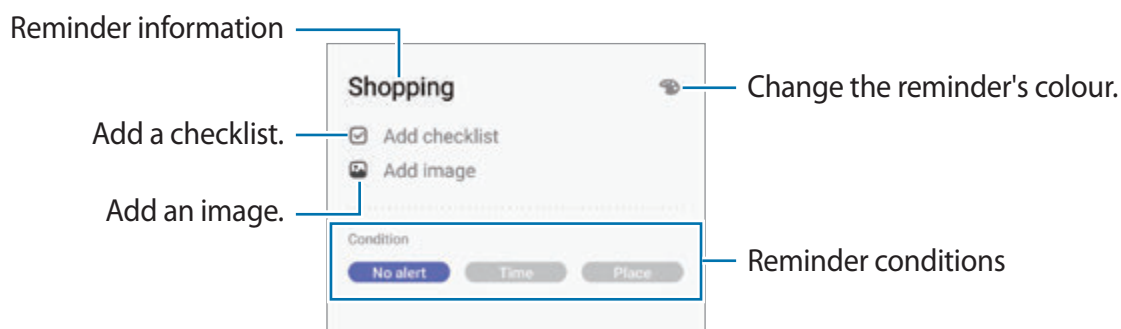 Reminder information
Shopping
Change the reminder's colour.
Add a checklist.
Add checklist
Add image
Add an image.
Condition
No alert
Time
Place
Reminder conditions